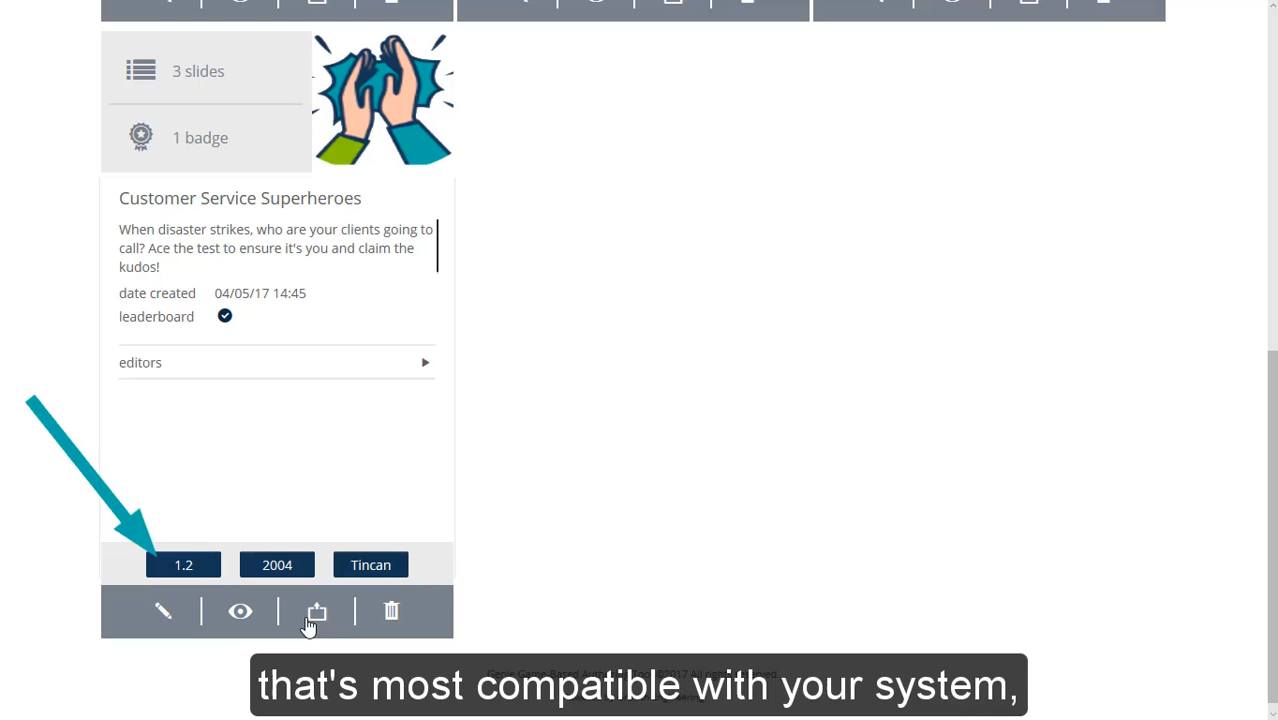 3 slides
1 badge
Customer Service Superheroes
When disaster strikes, who are your clients going to
call? Ace the test to ensure it's you and claim the
kudos!
date created 04/05/17 14:45
leaderboard
editors
1.2 2004 Tincan
that's most compatible with your system,